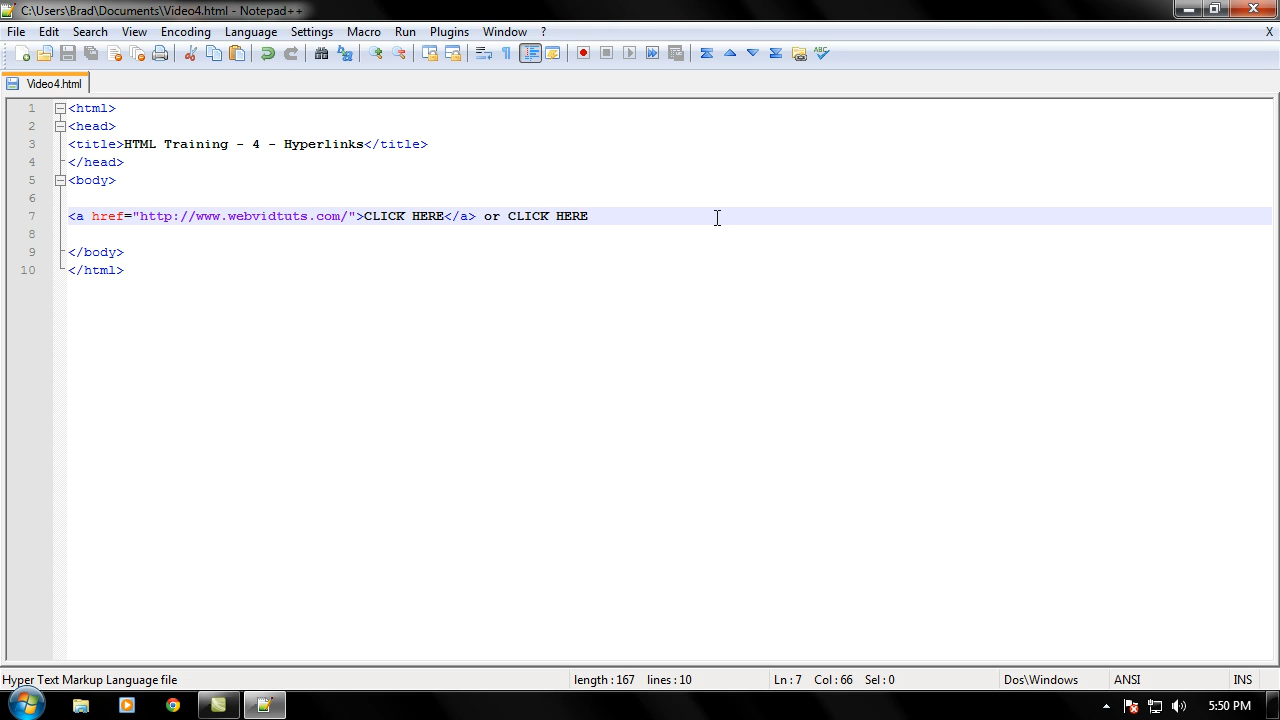 C:\Users\Brad\Documents\Video4.html - Notepad++
File Edit Search View Encoding Language Settings Macro Run Plugins Window ? X
Video4.html
1 <html>
2 <head>
3 <title>HTML Training - 4 - Hyperlinks</title>
4 </head>
5 <body>
6
7 <a href="http://www.webvidtuts.com/">CLICK HERE</a> or CLICK HERE
8
9 </body>
10 </html>
Hyper Text Markup Language file length : 167 lines : 10 Ln : 7 Col : 66 Sel : 0 Dos\Windows ANSI INS
5:50 PM